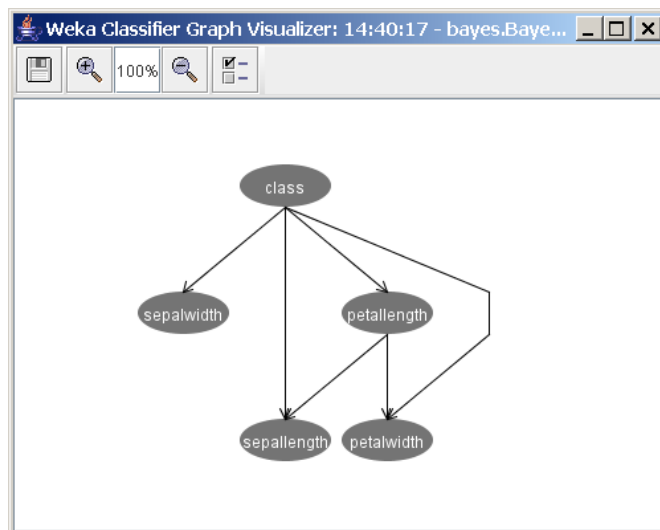 Weka Classifier Graph Visualizer: 14:40:17 - bayes.Baye...
100%
class
sepalwidth
petallength
sepallength
petalwidth